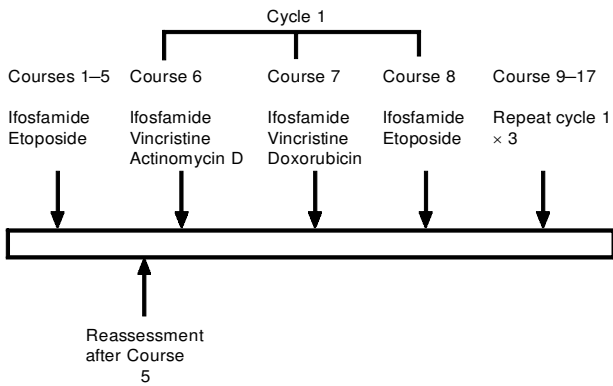 Cycle 1
Courses 1–5
Ifosfamide
Etoposide
Course 6
Ifosfamide
Vincristine
Actinomycin D
Course 7
Ifosfamide
Vincristine
Doxorubicin
Course 8
Ifosfamide
Etoposide
Course 9–17
Repeat cycle 1
× 3
Reassessment
after Course
5